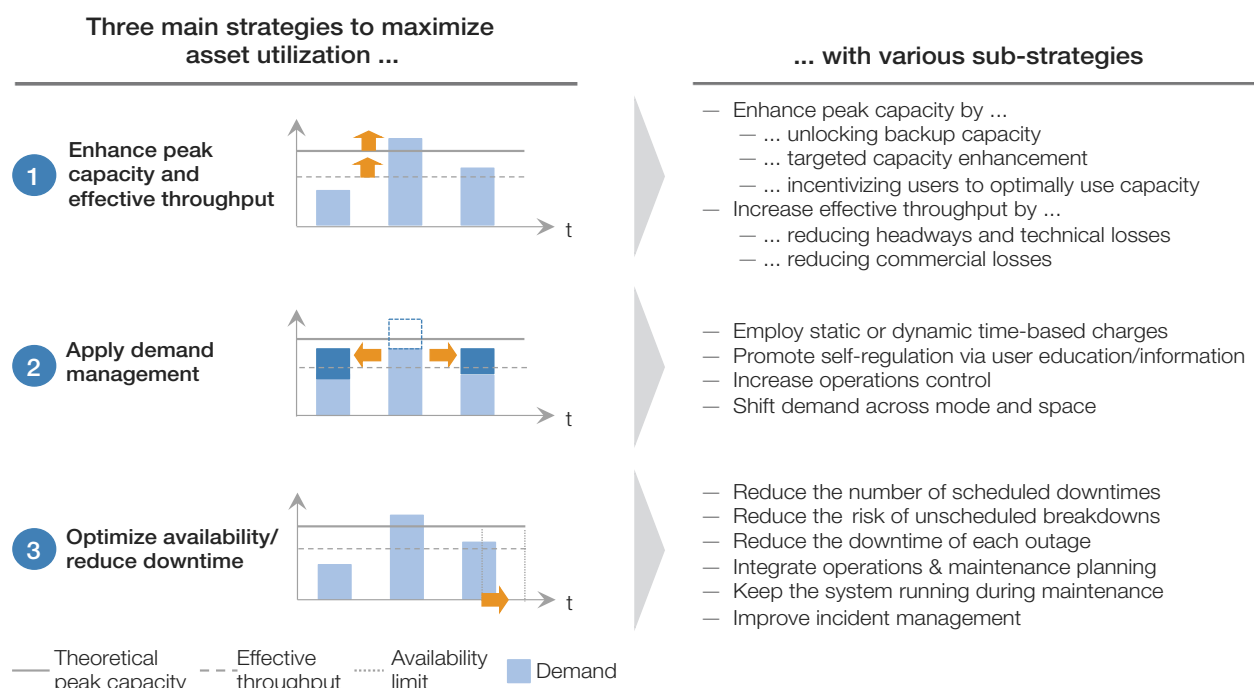 Three main strategies to maximize
asset utilization ...
... with various sub-strategies
1
Enhance peak
capacity and
effective throughput
t
— Enhance peak capacity by ...
— ... unlocking backup capacity
— ... targeted capacity enhancement
— ... incentivizing users to optimally use capacity
— Increase effective throughput by ...
— ... reducing headways and technical losses
— ... reducing commercial losses
2
Apply demand
management
t
— Employ static or dynamic time-based charges
— Promote self-regulation via user education/information
— Increase operations control
— Shift demand across mode and space
3
Optimize availability/
reduce downtime
t
— Reduce the number of scheduled downtimes
— Reduce the risk of unscheduled breakdowns
— Reduce the downtime of each outage
— Integrate operations & maintenance planning
— Keep the system running during maintenance
— Improve incident management
Theoretical
peak capacity
Effective
throughput
Availability
limit
Demand